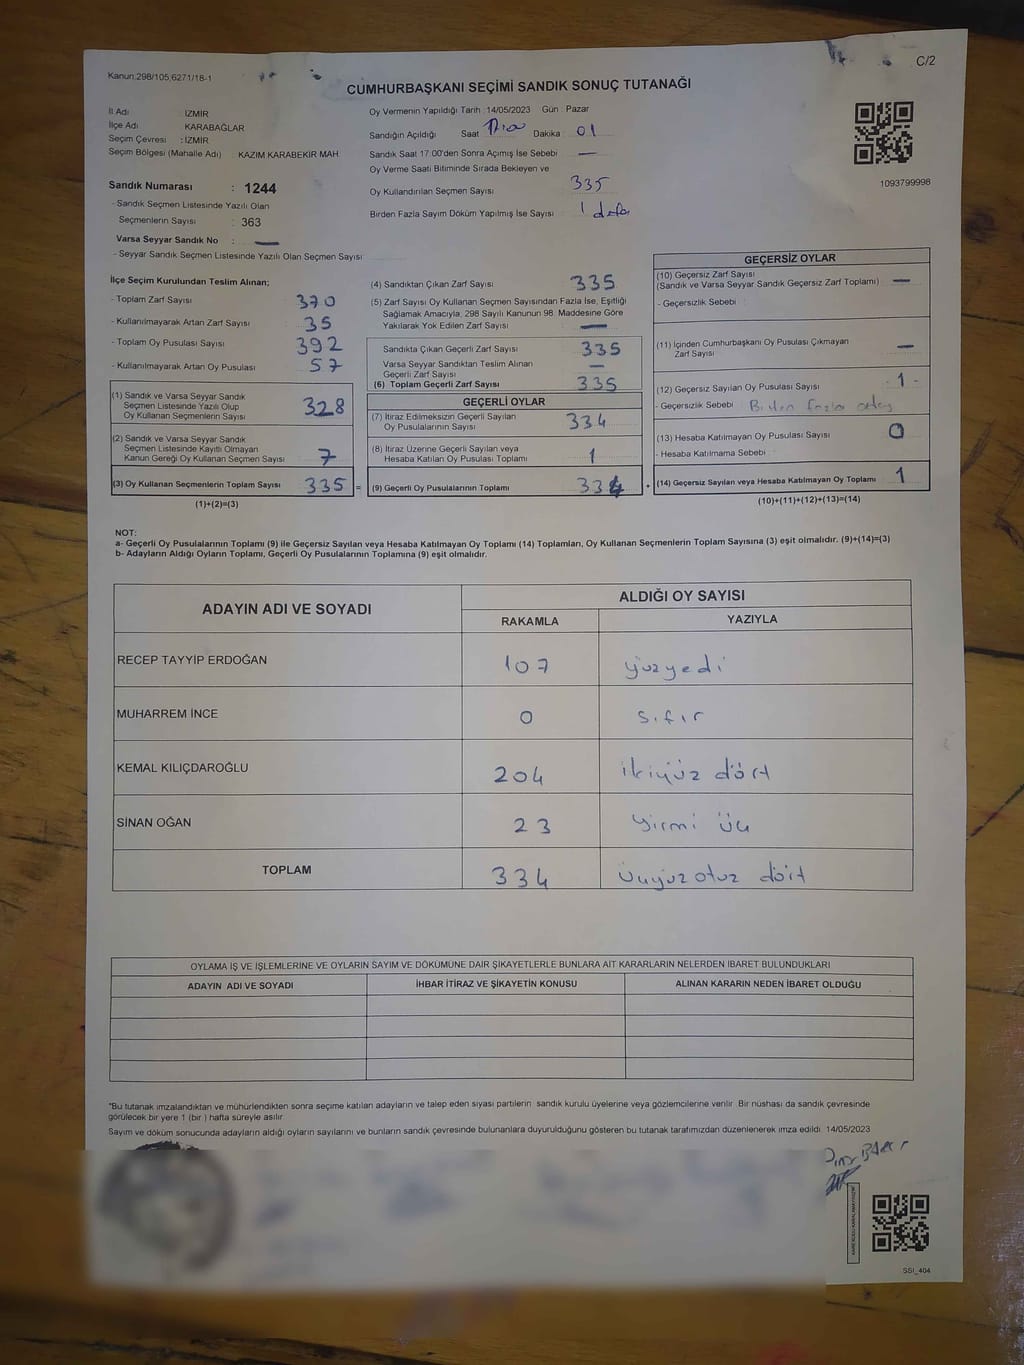 Kanun:298/105,6271/18-1
C/2
CUMHURBAŞKANI SEÇİMİ SANDIK SONUÇ TUTANAĞI
İl Adı : İZMİR
İlçe Adı : KARABAĞLAR
Seçim Çevresi : İZMİR
Seçim Bölgesi (Mahalle Adı) : KAZIM KARABEKİR MAH.
Sandık Numarası : 1244
- Sandık Seçmen Listesinde Yazılı Olan
Seçmenlerin Sayısı : 363
Varsa Seyyar Sandık No : —
- Seyyar Sandık Seçmen Listesinde Yazılı Olan Seçmen Sayısı
Oy Vermenin Yapıldığı Tarih :14/05/2023 Gün : Pazar
Sandığın Açıldığı Saat Dakika : 01
Sandık Saat 17:00'den Sonra Açımış İse Sebebi —
Oy Verme Saati Bitiminde Sırada Bekleyen ve
Oy Kullandırılan Seçmen Sayısı 335
Birden Fazla Sayım Döküm Yapılmış İse Sayısı 1 defa
1093799998
İlçe Seçim Kurulundan Teslim Alınan;
- Toplam Zarf Sayısı 370
- Kullanılmayarak Artan Zarf Sayısı 35
- Toplam Oy Pusulası Sayısı 392
- Kullanılmayarak Artan Oy Pusulası 57
(1) Sandık ve Varsa Seyyar Sandık
Seçmen Listesinde Yazılı Olup
Oy Kullanan Seçmenlerin Sayısı 328
(2) Sandık ve Varsa Seyyar Sandık
Seçmen Listesinde Kayıtlı Olmayan
Kanun Gereği Oy Kullanan Seçmen Sayısı 7
(3) Oy Kullanan Seçmenlerin Toplam Sayısı 335 =
(1)+(2)=(3)
(4) Sandıktan Çıkan Zarf Sayısı 335
(5) Zarf Sayısı Oy Kullanan Seçmen Sayısından Fazla İse, Eşitliği
Sağlamak Amacıyla, 298 Sayılı Kanunun 98. Maddesine Göre
Yakılarak Yok Edilen Zarf Sayısı —
Sandıkta Çıkan Geçerli Zarf Sayısı 335
Varsa Seyyar Sandıktan Teslim Alınan
Geçerli Zarf Sayısı —
(6) Toplam Geçerli Zarf Sayısı 335
GEÇERLİ OYLAR
(7) İtiraz Edilmeksizin Geçerli Sayılan
Oy Pusulalarının Sayısı 334
(8) İtiraz Üzerine Geçerli Sayılan veya
Hesaba Katılan Oy Pusulası Toplamı 1
(9) Geçerli Oy Pusulalarının Toplamı 334 +
GEÇERSİZ OYLAR
(10) Geçersiz Zarf Sayısı
(Sandık ve Varsa Seyyar Sandık Geçersiz Zarf Toplamı) —
- Geçersizlik Sebebi :
(11) İçinden Cumhurbaşkanı Oy Pusulası Çıkmayan
Zarf Sayısı —
(12) Geçersiz Sayılan Oy Pusulası Sayısı 1 -
- Geçersizlik Sebebi : Birden fazla
(13) Hesaba Katılmayan Oy Pusulası Sayısı 0
- Hesaba Katılmama Sebebi :
(14) Geçersiz Sayılan veya Hesaba Katılmayan Oy Toplamı 1
(10)+(11)+(12)+(13)=(14)
NOT:
a- Geçerli Oy Pusulalarının Toplamı (9) ile Geçersiz Sayılan veya Hesaba Katılmayan Oy Toplamı (14) Toplamları, Oy Kullanan Seçmenlerin Toplam Sayısına (3) eşit olmalıdır. (9)+(14)=(3)
b- Adayların Aldığı Oyların Toplamı, Geçerli Oy Pusulalarının Toplamına (9) eşit olmalıdır.
ADAYIN ADI VE SOYADI ALDIĞI OY SAYISI
RAKAMLA YAZIYLA
RECEP TAYYİP ERDOĞAN 107 yüzyedi
MUHARREM İNCE 0 sıfır
KEMAL KILIÇDAROĞLU 204 ikiyüz dört
SİNAN OĞAN 23 yirmi üç
TOPLAM 334 üçyüz otuz dört
OYLAMA İŞ VE İŞLEMLERİNE VE OYLARIN SAYIM VE DÖKÜMÜNE DAİR ŞİKAYETLERLE BUNLARA AİT KARARLARIN NELERDEN İBARET BULUNDUKLARI
ADAYIN ADI VE SOYADI İHBAR İTİRAZ VE ŞİKAYETİN KONUSU ALINAN KARARIN NEDEN İBARET OLDUĞU
*Bu tutanak imzalandıktan ve mühürlendikten sonra seçime katılan adayların ve talep eden siyasi partilerin sandık kurulu üyelerine veya gözlemcilerine verilir. Bir nüshası da sandık çevresinde
görülecek bir yere 1 (bir ) hafta süreyle asılır.
Sayım ve döküm sonucunda adayların aldığı oyların sayılarını ve bunların sandık çevresinde bulunanlara duyurulduğunu gösteren bu tutanak tarafımızdan düzenlenerek imza edildi. 14/05/2023
SSI_404